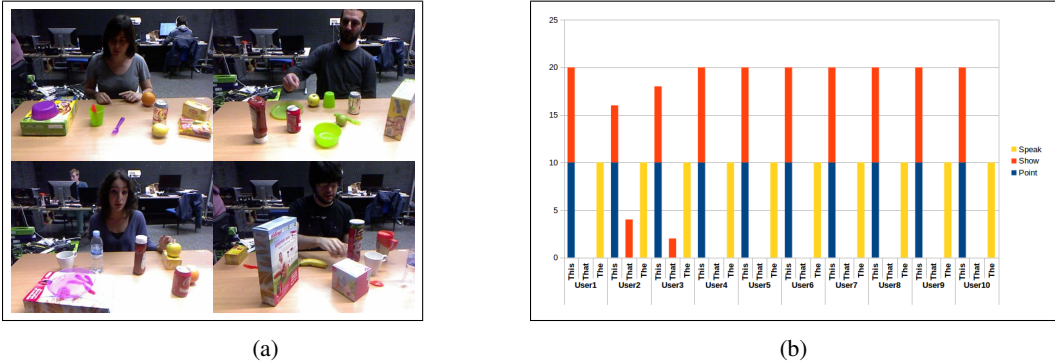 25
20
15
10
5
0
This That The This That The This That The This That The This That The This That The This That The This That The This That The This That The
User1 User2 User3 User4 User5 User6 User7 User8 User9 User10
Speak
Show
Point
(a) (b)